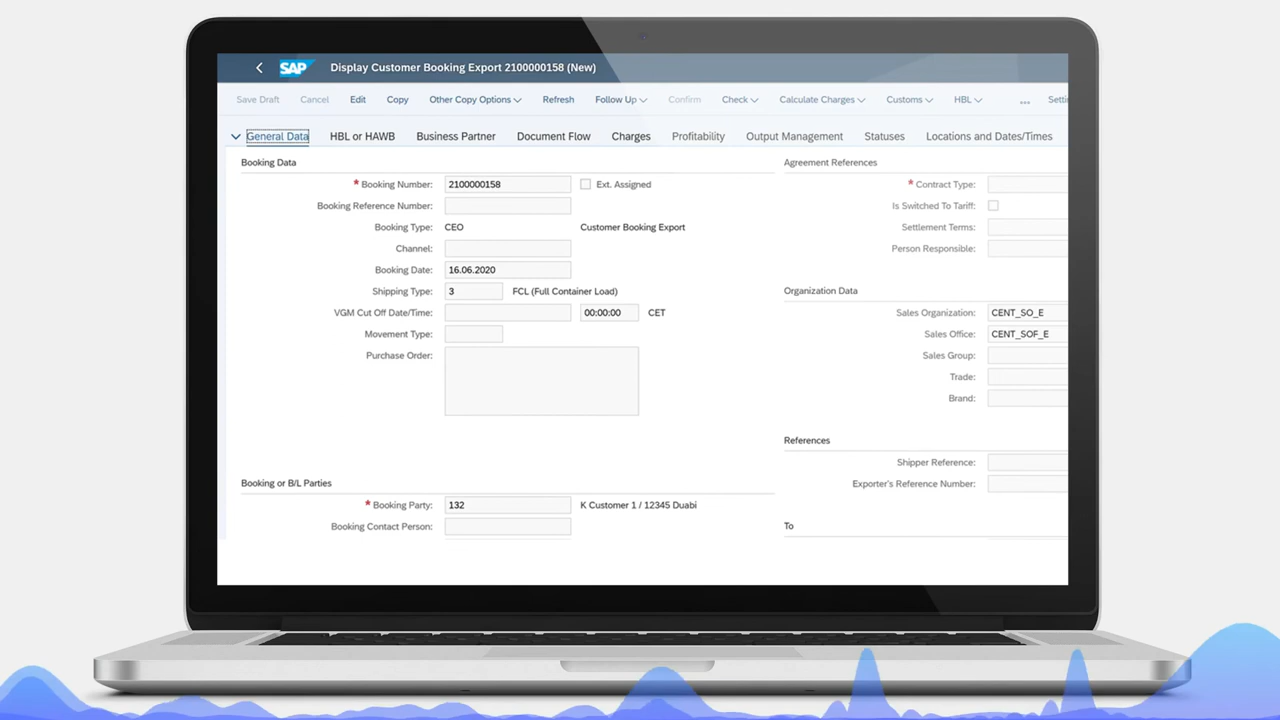 SAP Display Customer Booking Export 2100000158 (New)
Save Draft Cancel Edit Copy Other Copy Options Refresh Follow Up Confirm Check Calculate Charges Customs HBL ... Setti
General Data HBL or HAWB Business Partner Document Flow Charges Profitability Output Management Statuses Locations and Dates/Times
Booking Data
* Booking Number: 2100000158 Ext. Assigned
Booking Reference Number:
Booking Type: CEO Customer Booking Export
Channel:
Booking Date: 16.06.2020
Shipping Type: 3 FCL (Full Container Load)
VGM Cut Off Date/Time: 00:00:00 CET
Movement Type:
Purchase Order:
Booking or B/L Parties
* Booking Party: 132 K Customer 1 / 12345 Duabi
Booking Contact Person:
Agreement References
* Contract Type:
Is Switched To Tariff:
Settlement Terms:
Person Responsible:
Organization Data
Sales Organization: CENT_SO_E
Sales Office: CENT_SOF_E
Sales Group:
Trade:
Brand:
References
Shipper Reference:
Exporter's Reference Number:
To